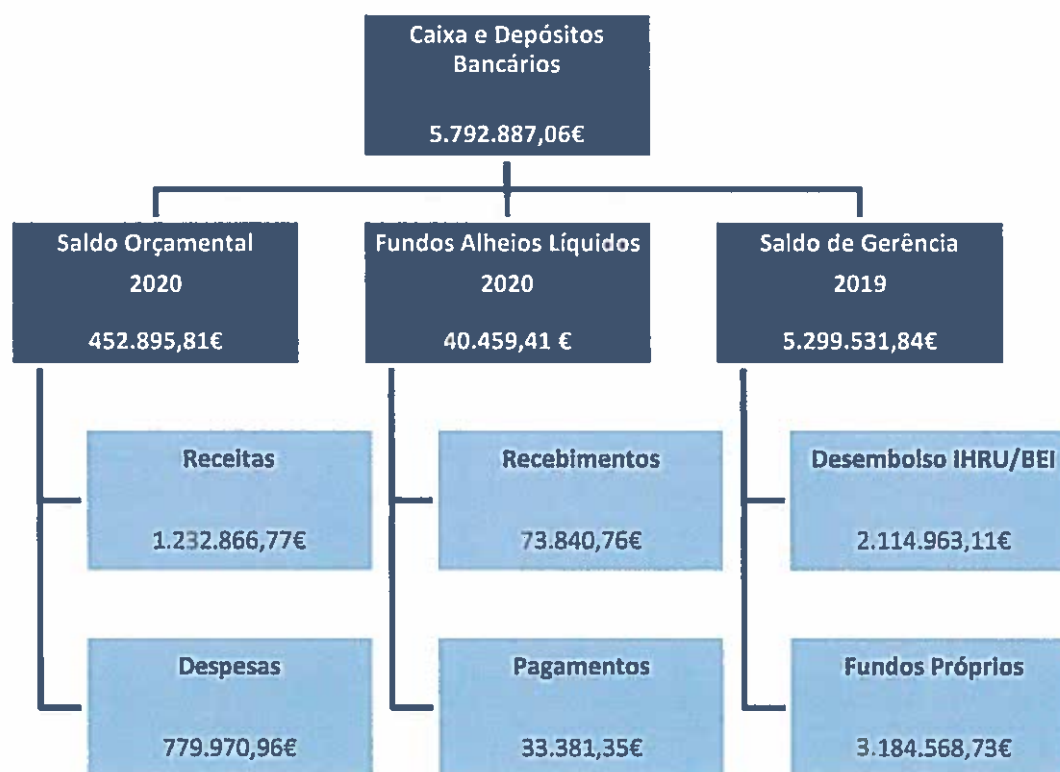 Caixa e Depósitos
Bancários
5.792.887,06€
Saldo Orçamental
2020
452.895,81€
Fundos Alheios Líquidos
2020
40.459,41 €
Saldo de Gerência
2019
5.299.531,84€
Receitas
1.232.866,77€
Recebimentos
73.840,76€
Desembolso IHRU/BEI
2.114.963,11€
Despesas
779.970,96€
Pagamentos
33.381,35€
Fundos Próprios
3.184.568,73€